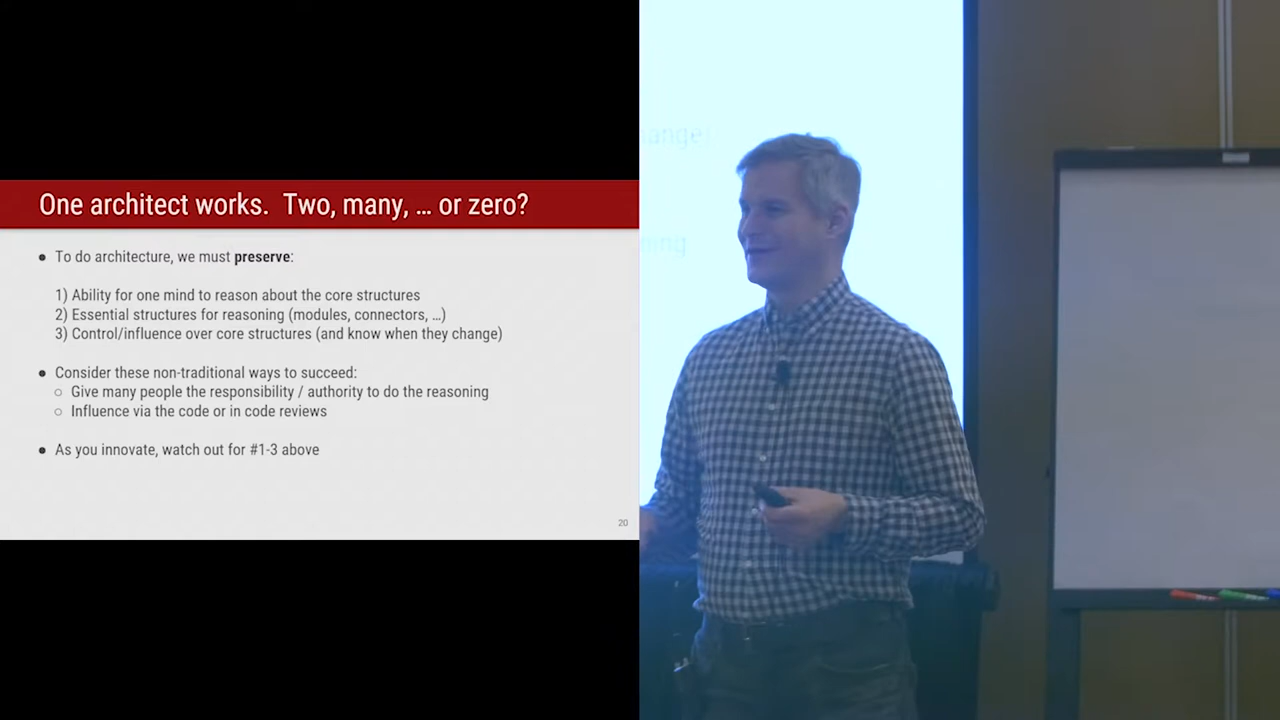 One architect works. Two, many, ... or zero?
● To do architecture, we must preserve:
1) Ability for one mind to reason about the core structures
2) Essential structures for reasoning (modules, connectors, ...)
3) Control/influence over core structures (and know when they change)
● Consider these non-traditional ways to succeed:
○ Give many people the responsibility / authority to do the reasoning
○ Influence via the code or in code reviews
● As you innovate, watch out for #1-3 above
20